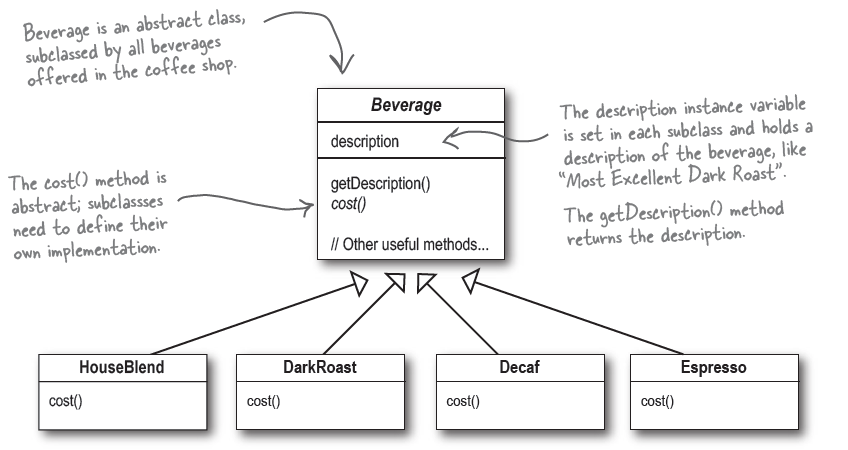 Beverage is an abstract class,
subclassed by all beverages
offered in the coffee shop.
Beverage
description
getDescription()
cost()
// Other useful methods...
The description instance variable
is set in each subclass and holds a
description of the beverage, like
“Most Excellent Dark Roast”.
The getDescription() method
returns the description.
The cost() method is
abstract; subclassses
need to define their
own implementation.
HouseBlend
cost()
DarkRoast
cost()
Decaf
cost()
Espresso
cost()